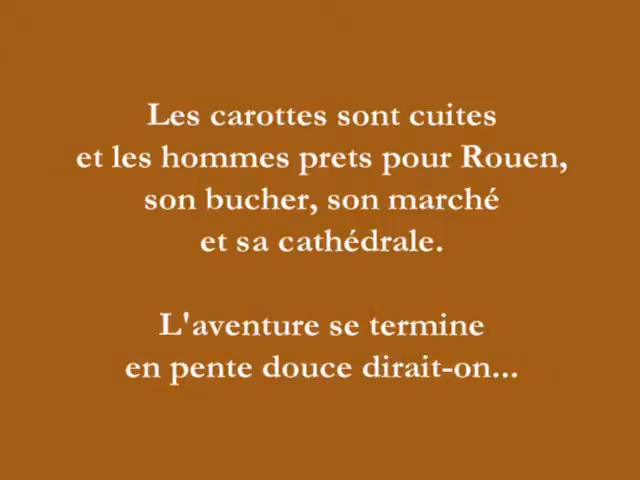 Les carottes sont cuites
et les hommes prets pour Rouen,
son bucher, son marché
et sa cathédrale.
L'aventure se termine
en pente douce dirait-on...